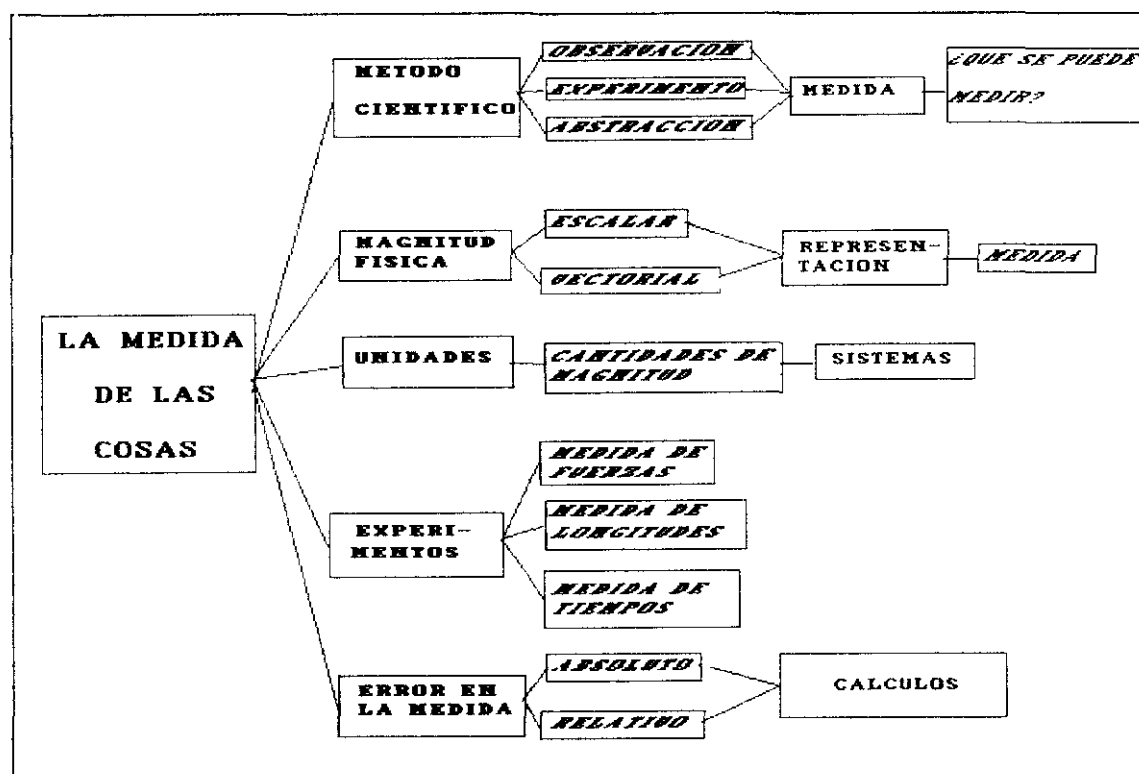 METODO
CIENTIFICO
OBSERVACION
EXPERIMENTO
ABSTRACCION
MEDIDA
¿QUE SE PUEDE
MEDIR?
MAGNITUD
FISICA
ESCALAR
VECTORIAL
REPRESEN-
TACION
MEDIDA
LA MEDIDA
DE LAS
COSAS
UNIDADES
CANTIDADES DE
MAGNITUD
SISTEMAS
EXPERI-
MENTOS
MEDIDA DE
FUERZAS
MEDIDA DE
LONGITUDES
MEDIDA DE
TIEMPOS
ERROR EN
LA MEDIDA
ABSOLUTO
RELATIVO
CALCULOS